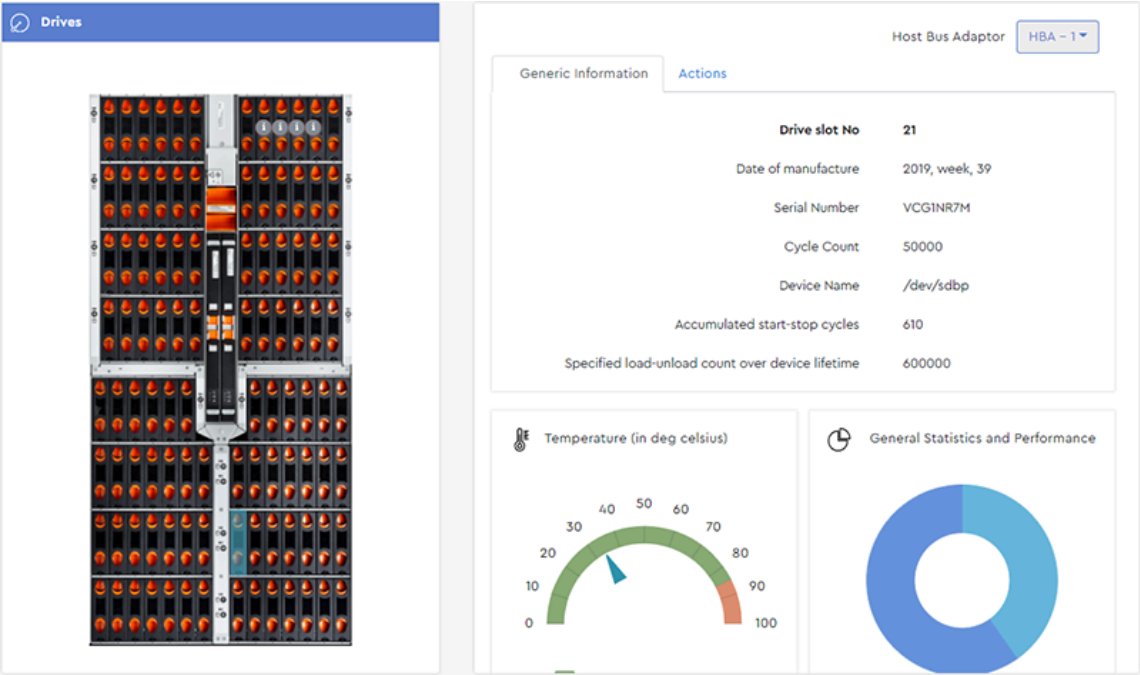 Drives
Host Bus Adaptor HBA - 1
Generic Information Actions
Drive slot No 21
Date of manufacture 2019, week, 39
Serial Number VCG1NR7M
Cycle Count 50000
Device Name /dev/sdbp
Accumulated start-stop cycles 610
Specified load-unload count over device lifetime 600000
Temperature (in deg celsius)
0 10 20 30 40 50 60 70 80 90 100
General Statistics and Performance